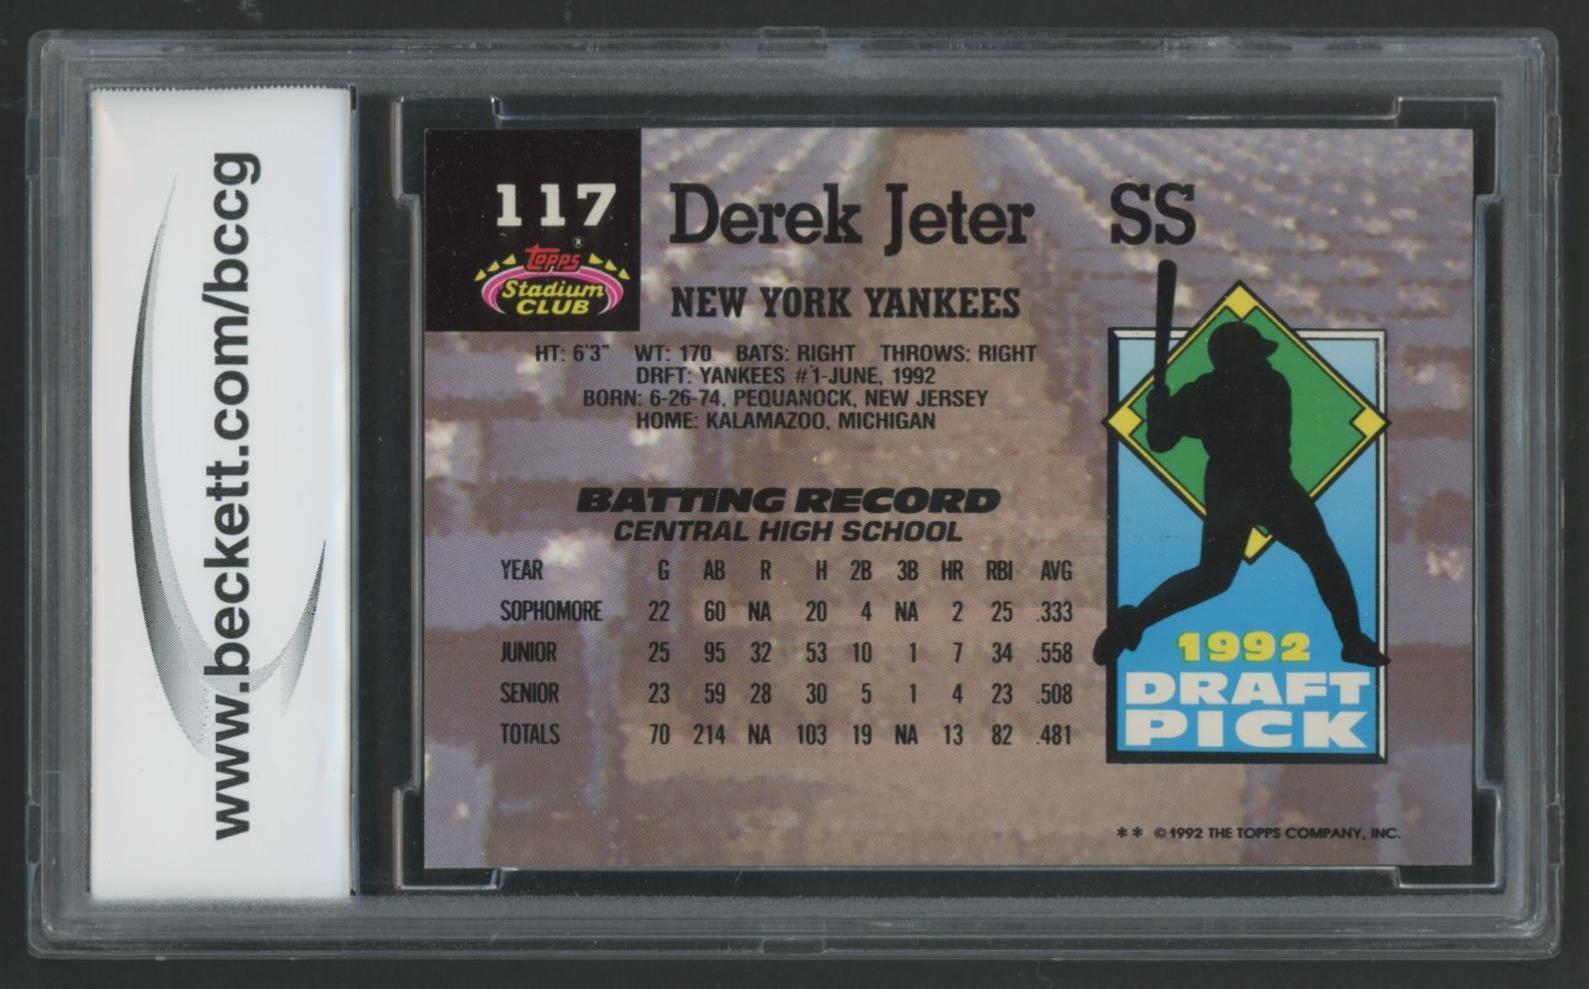 www.beckett.com/bccg
117
Topps®
Stadium
CLUB
Derek Jeter SS
NEW YORK YANKEES
HT: 6'3" WT: 170 BATS: RIGHT THROWS: RIGHT
DRFT: YANKEES #1-JUNE, 1992
BORN: 6-26-74, PEQUANOCK, NEW JERSEY
HOME: KALAMAZOO, MICHIGAN
BATTING RECORD
CENTRAL HIGH SCHOOL
YEAR G AB R H 2B 3B HR RBI AVG
SOPHOMORE 22 60 NA 20 4 NA 2 25 .333
JUNIOR 25 95 32 53 10 1 7 34 .558
SENIOR 23 59 28 30 5 1 4 23 .508
TOTALS 70 214 NA 103 19 NA 13 82 .481
1992
DRAFT
PICK
** ©1992 THE TOPPS COMPANY, INC.